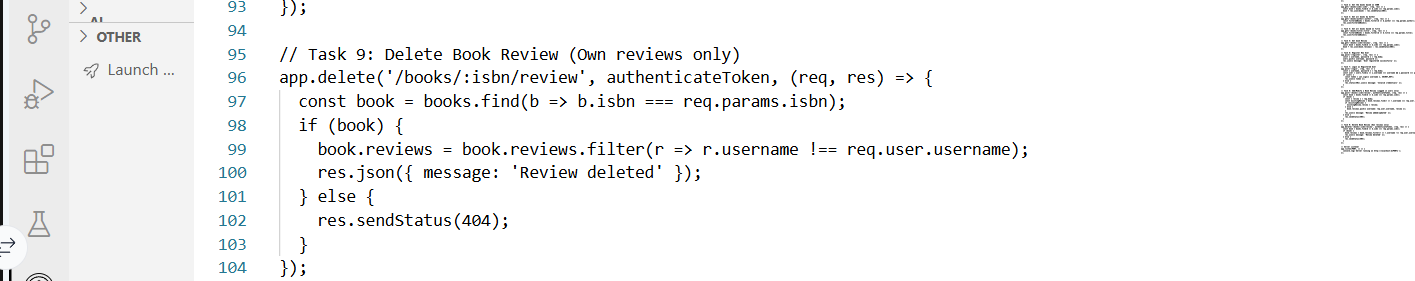 OTHER
Launch ...
93 });
94
95 // Task 9: Delete Book Review (Own reviews only)
96 app.delete('/books/:isbn/review', authenticateToken, (req, res) => {
97 const book = books.find(b => b.isbn === req.params.isbn);
98 if (book) {
99 book.reviews = book.reviews.filter(r => r.username !== req.user.username);
100 res.json({ message: 'Review deleted' });
101 } else {
102 res.sendStatus(404);
103 }
104 });